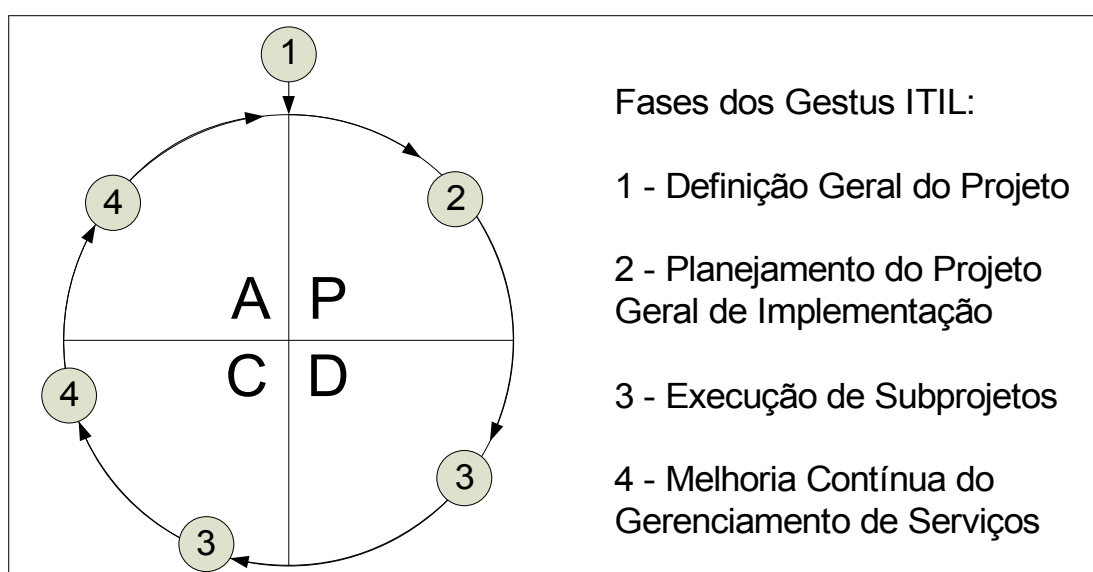 1
4
2
A P
C D
4
3
3
Fases dos Gestus ITIL:
1 - Definição Geral do Projeto
2 - Planejamento do Projeto
Geral de Implementação
3 - Execução de Subprojetos
4 - Melhoria Contínua do
Gerenciamento de Serviços